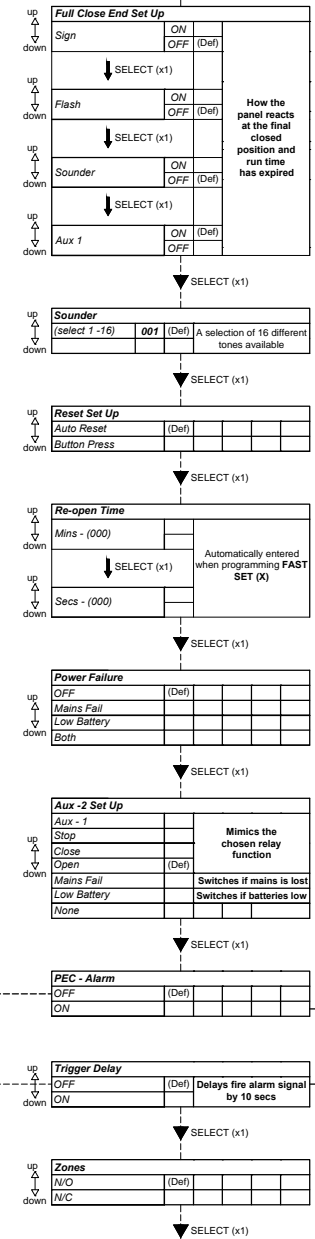 Full Close End Set Up
up
down
Sign
ON
OFF (Def)
SELECT (x1)
up
down
Flash
ON
OFF (Def)
How the
panel reacts
at the final
closed
position and
run time
has expired
SELECT (x1)
up
down
Sounder
ON
OFF (Def)
SELECT (x1)
up
down
Aux 1
ON (Def)
OFF
SELECT (x1)
up
down
Sounder
(select 1 -16) 001 (Def)
A selection of 16 different
tones available
SELECT (x1)
up
down
Reset Set Up
Auto Reset (Def)
Button Press
SELECT (x1)
up
down
Re-open Time
Mins - (000)
SELECT (x1)
Automatically entered
when programming FAST
SET (X)
up
down
Secs - (000)
SELECT (x1)
up
down
Power Failure
OFF (Def)
Mains Fail
Low Battery
Both
SELECT (x1)
up
down
Aux -2 Set Up
Aux - 1
Stop
Close
Open (Def)
Mimics the
chosen relay
function
Mains Fail Switches if mains is lost
Low Battery Switches if batteries low
None
SELECT (x1)
PEC - Alarm
OFF (Def)
ON
up
down
Trigger Delay
OFF (Def)
ON
Delays fire alarm signal
by 10 secs
SELECT (x1)
up
down
Zones
N/O (Def)
N/C
SELECT (x1)